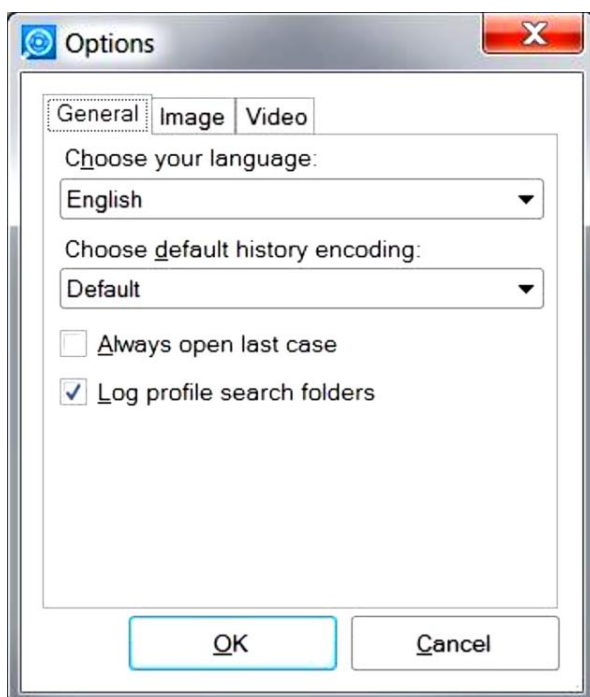 Options
General Image Video
Choose your language:
English
Choose default history encoding:
Default
Always open last case
Log profile search folders
OK Cancel